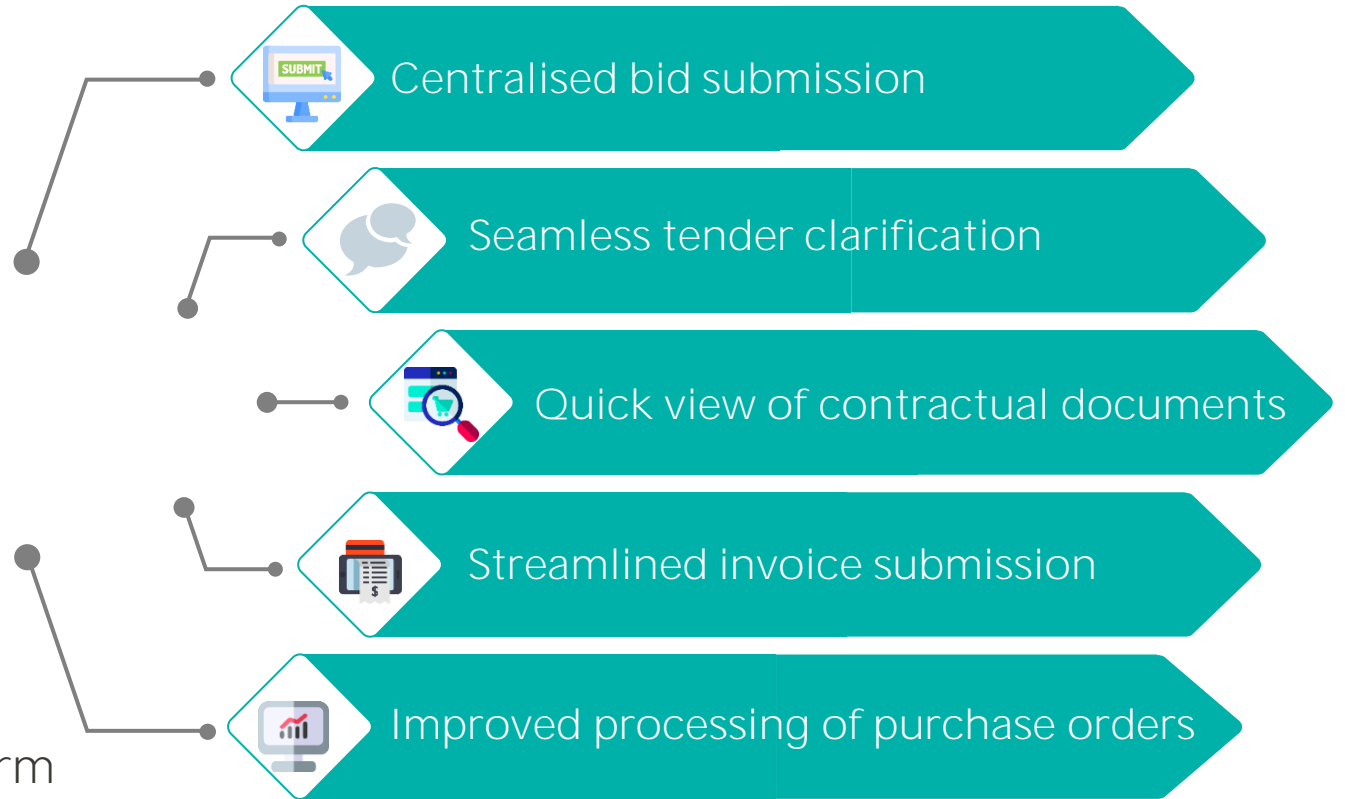 SUBMIT
Centralised bid submission
Seamless tender clarification
Quick view of contractual documents
Streamlined invoice submission
$
Improved processing of purchase orders
rm